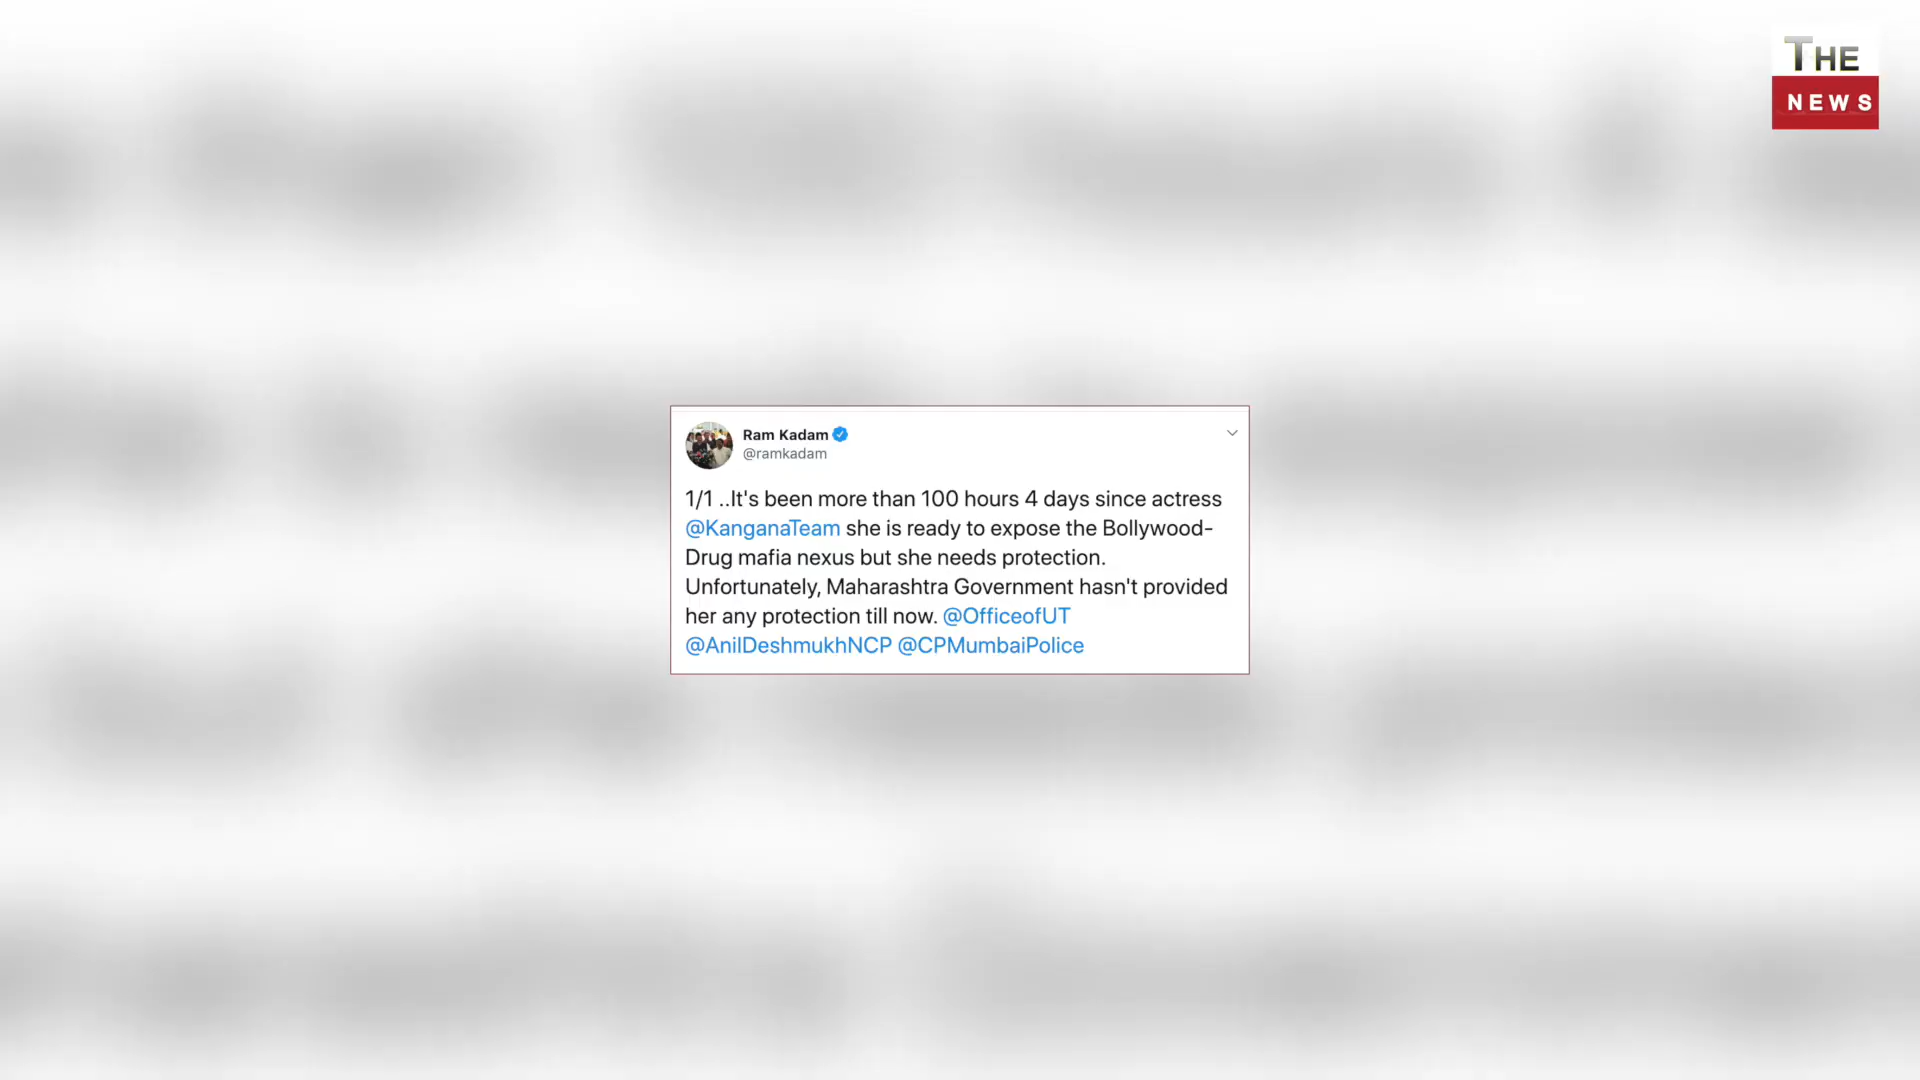 THE
NEWS
Ram Kadam
@ramkadam
1/1 ..It's been more than 100 hours 4 days since actress
@KanganaTeam she is ready to expose the Bollywood-
Drug mafia nexus but she needs protection.
Unfortunately, Maharashtra Government hasn't provided
her any protection till now. @OfficeofUT
@AnilDeshmukhNCP @CPMumbaiPolice